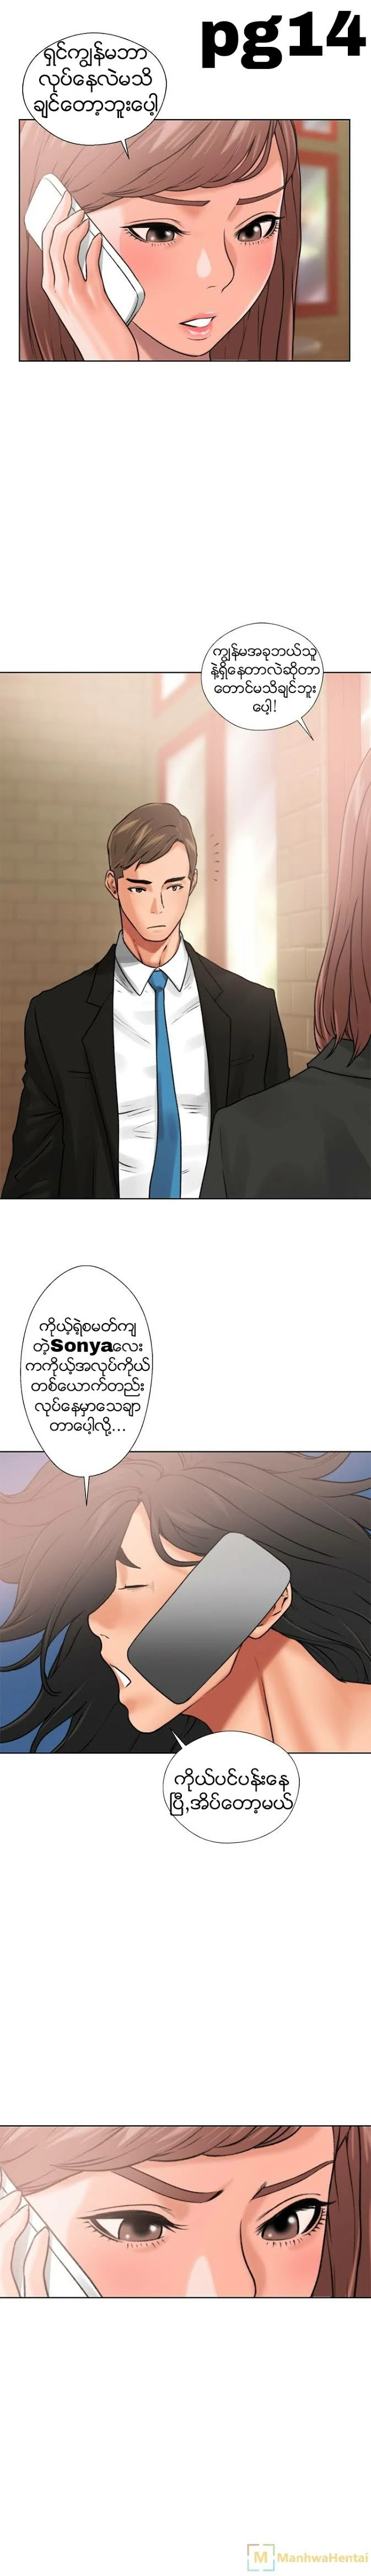 pg14
ရှင်ကျွန်မဘာ
လုပ်နေလဲမသိ
ချင်တော့ဘူးပေါ့
ကျွန်မအခုဘယ်သူ
နဲ့ရှိနေတာလဲဆိုတာ
တောင်မသိချင်ဘူး
ပေါ့!
ကိုယ့်ရဲ့စမတ်ကျ
တဲ့Sonyaလေး
ကကိုယ့်အလုပ်ကိုယ်
တစ်ယောက်တည်း
လုပ်နေမှာသေချာ
တာပေါ့လို့...
ကိုယ်ပင်ပန်းနေ
ပြီ,အိပ်တော့မယ်
M ManhwaHentai